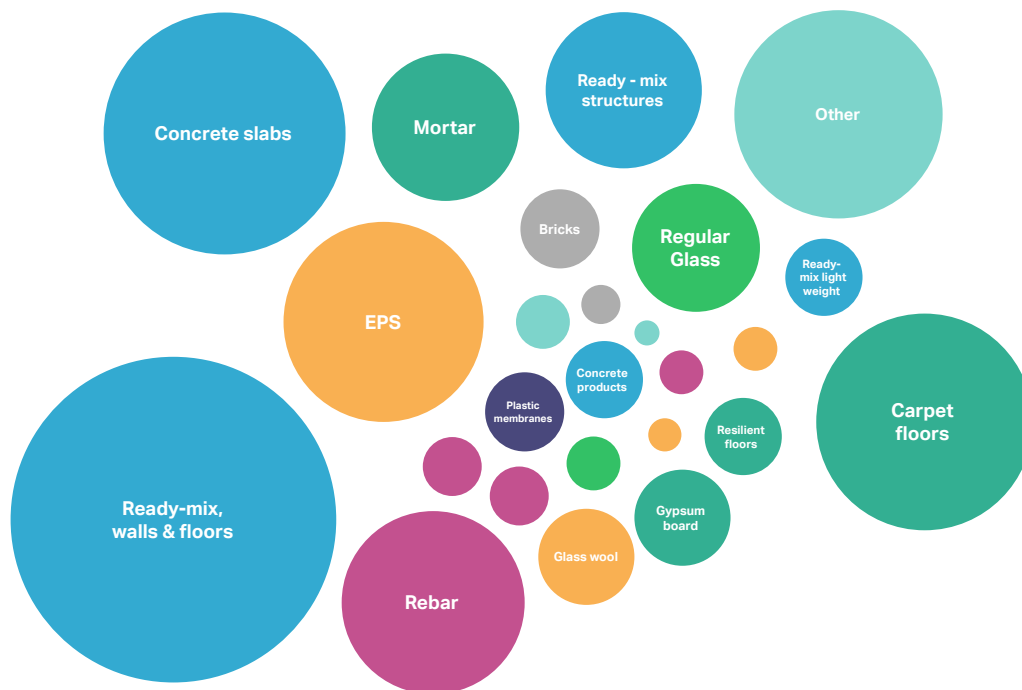 Concrete slabs
Mortar
Ready - mix
structures
Other
Bricks
Regular
Glass
Ready-
mix light
weight
EPS
Concrete
products
Plastic
membranes
Resilient
floors
Carpet
floors
Ready-mix,
walls & floors
Gypsum
board
Glass wool
Rebar